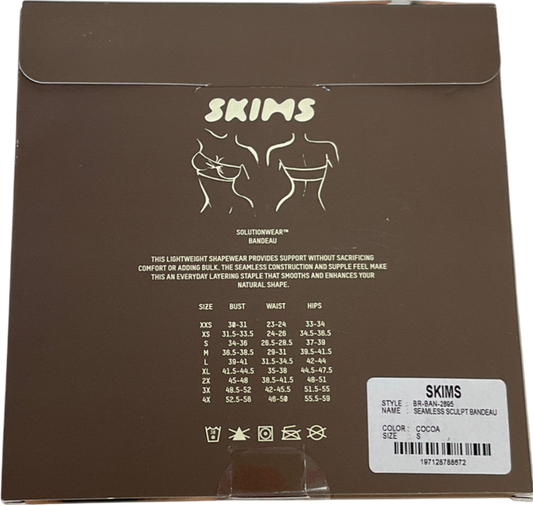 SKIMS
SOLUTIONWEAR™
BANDEAU
THIS LIGHTWEIGHT SHAPEWEAR PROVIDES SUPPORT WITHOUT SACRIFICING
COMFORT OR ADDING BULK. THE SEAMLESS CONSTRUCTION AND SUPPLE FEEL MAKE
THIS AN EVERYDAY LAYERING STAPLE THAT SMOOTHS AND ENHANCES YOUR
NATURAL SHAPE.
SIZE BUST WAIST HIPS
XXS 30-31 23-24 33-34
XS 31.5-33.5 24-26 34.5-36.5
S 34-36 26.5-28.5 37-39
M 36.5-38.5 29-31 39.5-41.5
L 39-41 31.5-34.5 42-44
XL 41.5-44.5 35-38 44.5-47.5
2X 45-48 38.5-41.5 48-51
3X 48.5-52 42-45.5 51.5-55
4X 52.5-56 46-50 55.5-59
SKIMS
STYLE : BR-BAN-2695
NAME : SEAMLESS SCULPT BANDEAU
COLOR : COCOA
SIZE : S
197128788672